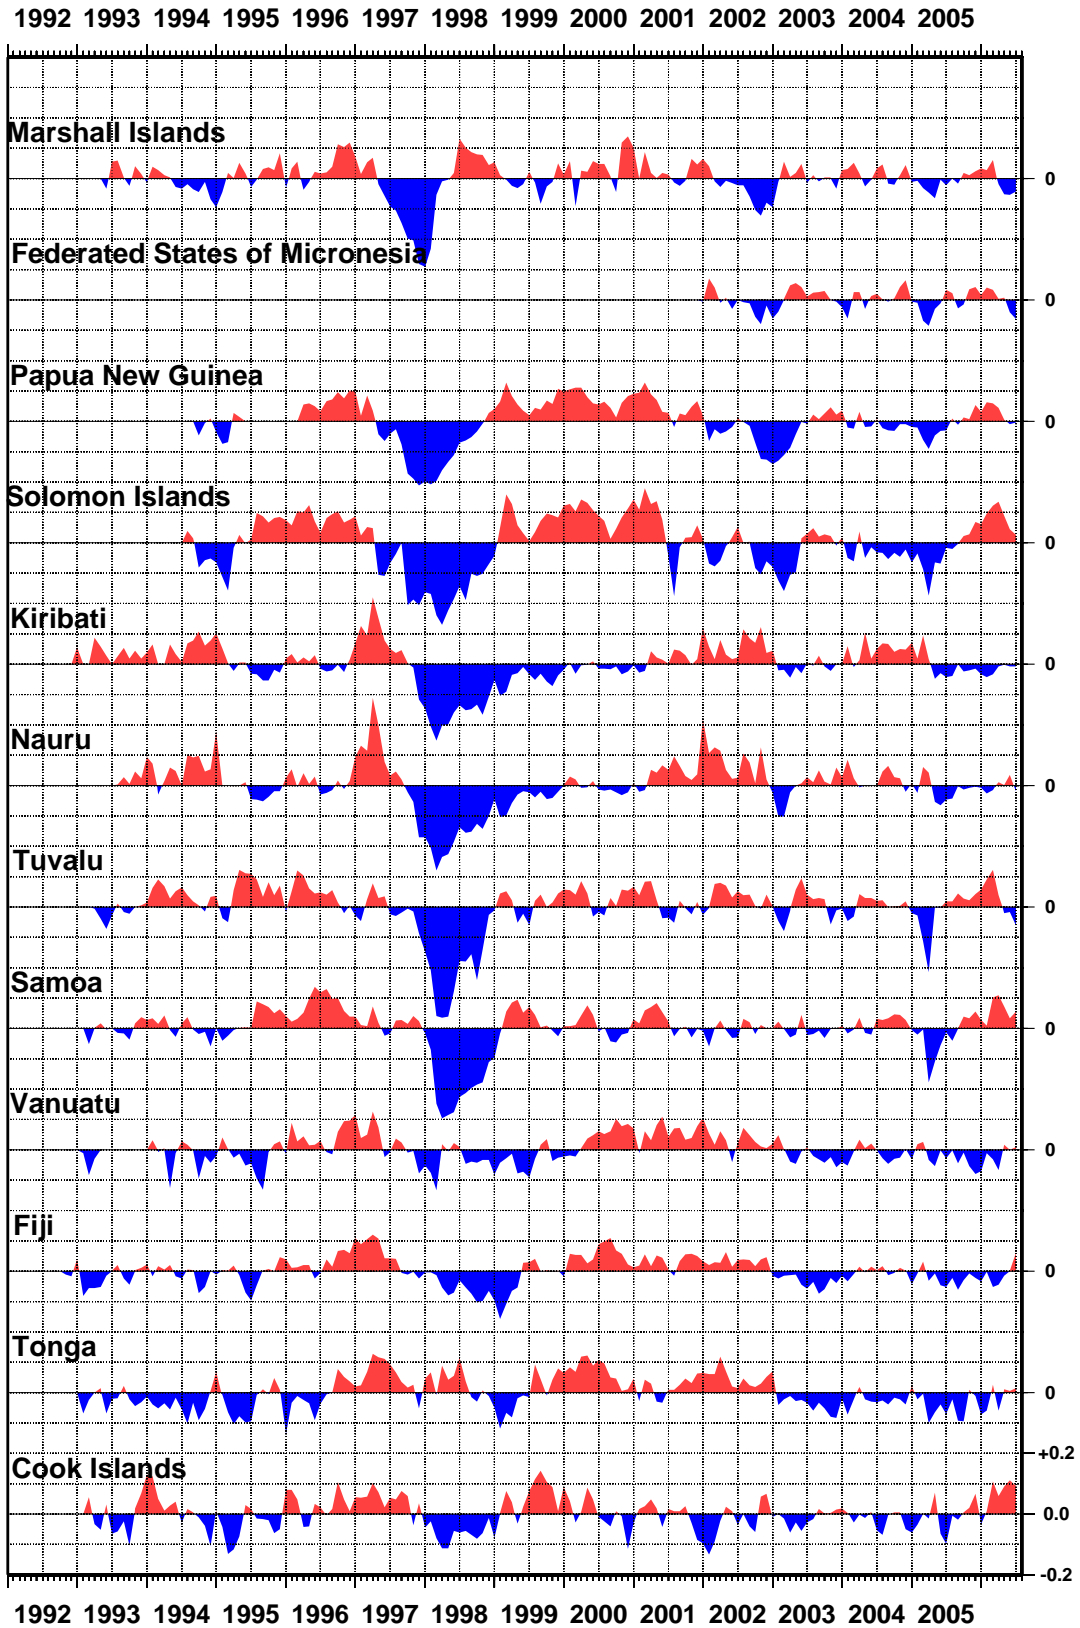 1992 1993 1994 1995 1996 1997 1998 1999 2000 2001 2002 2003 2004 2005
Marshall Islands
0
Federated States of Micronesia
0
Papua New Guinea
0
Solomon Islands
0
Kiribati
0
Nauru
0
Tuvalu
0
Samoa
0
Vanuatu
0
Fiji
0
Tonga
0
+0.2
Cook Islands
0.0
-0.2
1992 1993 1994 1995 1996 1997 1998 1999 2000 2001 2002 2003 2004 2005